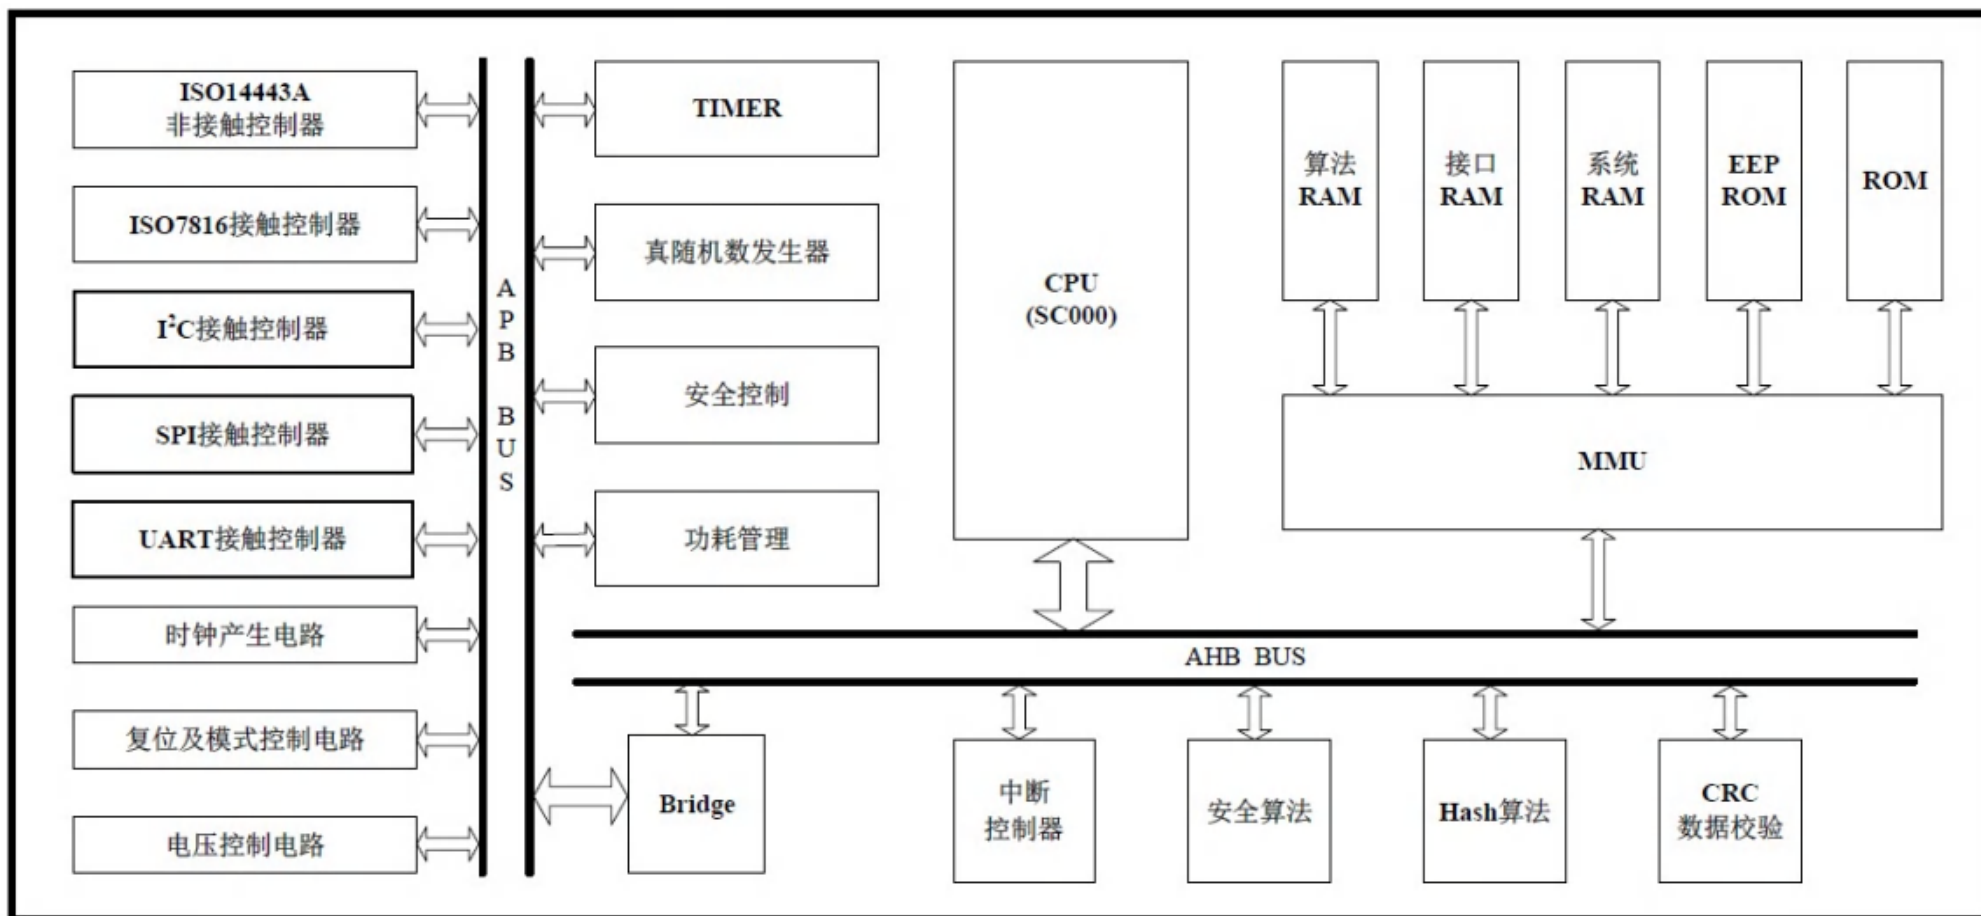 ISO14443A
非接触控制器
ISO7816接触控制器
I²C接触控制器
SPI接触控制器
UART接触控制器
时钟产生电路
复位及模式控制电路
电压控制电路
APB BUS
TIMER
真随机数发生器
安全控制
功耗管理
Bridge
CPU
(SC000)
算法
RAM
接口
RAM
系统
RAM
EEP
ROM
ROM
MMU
AHB BUS
中断
控制器
安全算法
Hash算法
CRC
数据校验